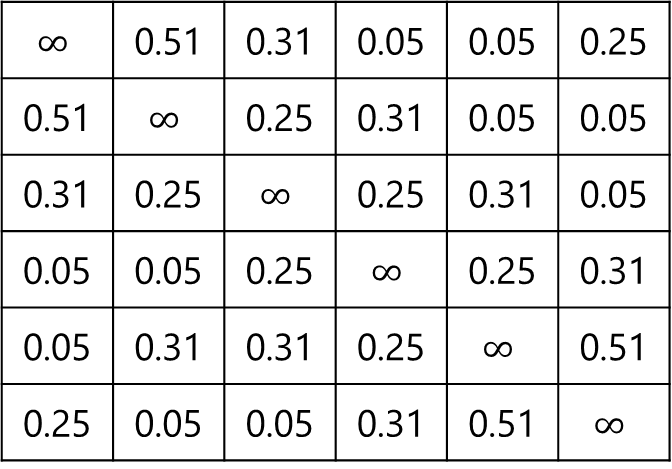 ∞ 0.51 0.31 0.05 0.05 0.25
0.51 ∞ 0.25 0.31 0.05 0.05
0.31 0.25 ∞ 0.25 0.31 0.05
0.05 0.05 0.25 ∞ 0.25 0.31
0.05 0.31 0.31 0.25 ∞ 0.51
0.25 0.05 0.05 0.31 0.51 ∞